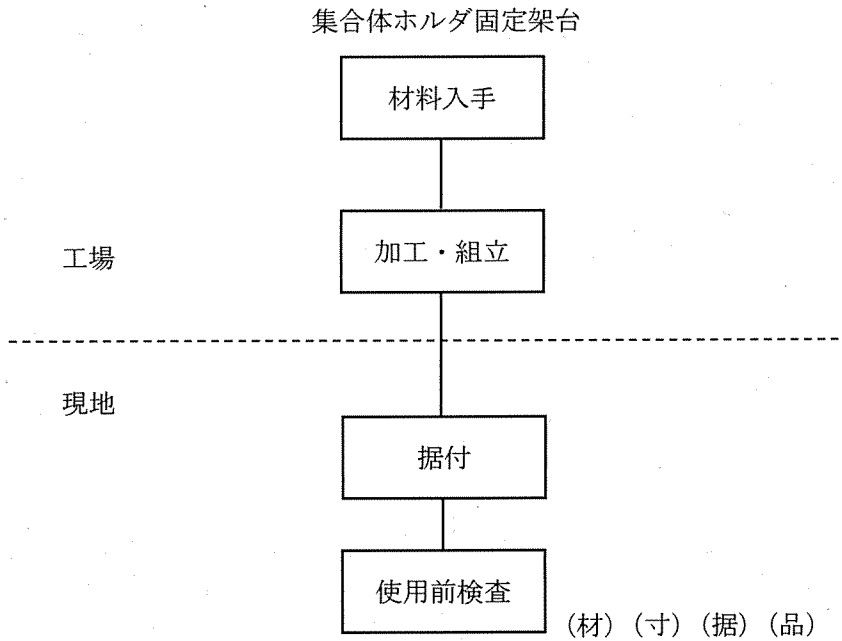 集合体ホルダ固定架台
材料入手
加工・組立
工場
現地
据付
使用前検査
(材) (寸) (据) (品)